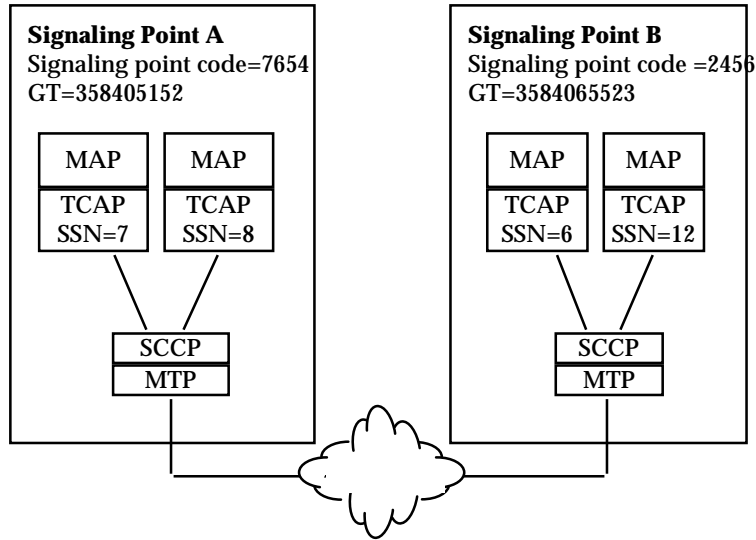 Signaling Point A
Signaling point code=7654
GT=358405152
MAP
MAP
TCAP
SSN=7
TCAP
SSN=8
SCCP
MTP
Signaling Point B
Signaling point code =2456
GT=3584065523
MAP
MAP
TCAP
SSN=6
TCAP
SSN=12
SCCP
MTP